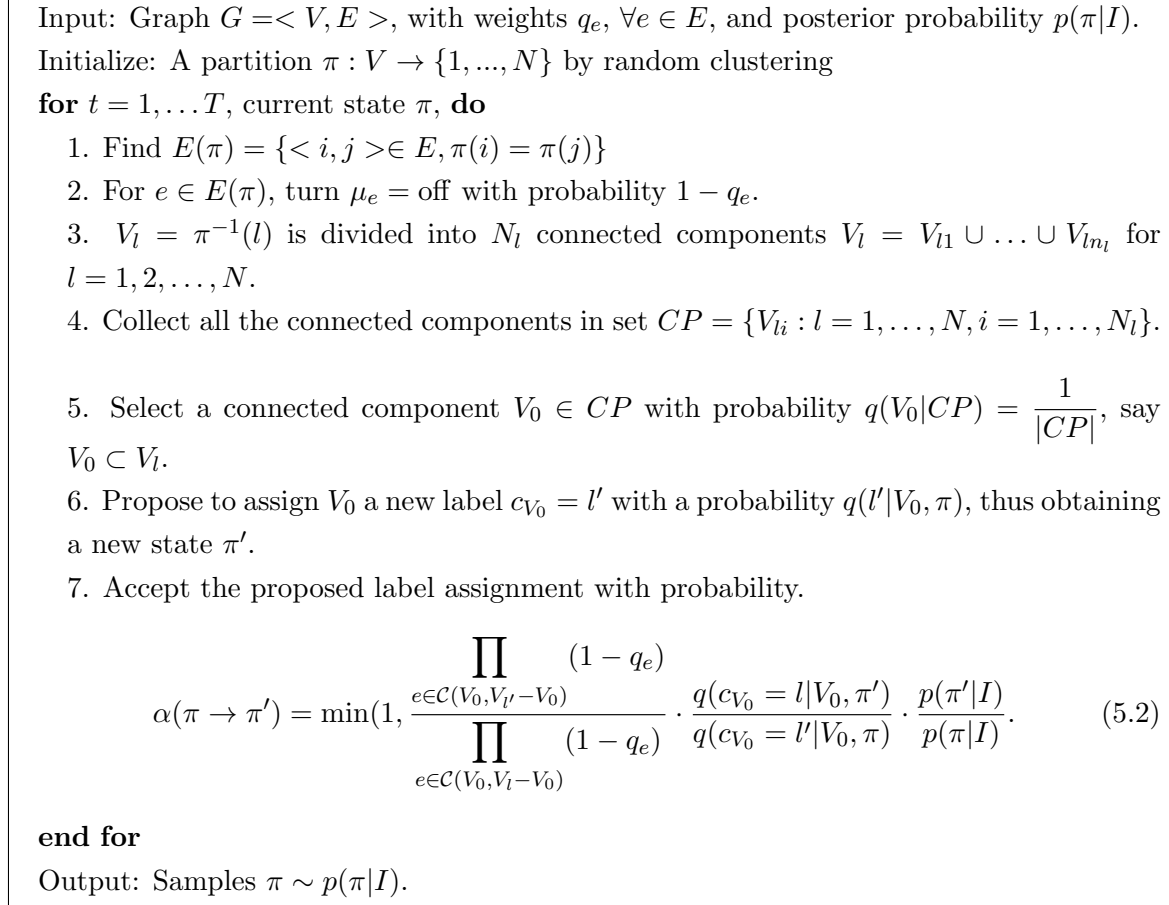 Input: Graph G =< V, E >, with weights q_e, ∀e ∈ E, and posterior probability p(π|I).
Initialize: A partition π : V → {1, ..., N} by random clustering
for t = 1, . . . T, current state π, do
1. Find E(π) = {< i, j >∈ E, π(i) = π(j)}
2. For e ∈ E(π), turn μ_e = off with probability 1 − q_e.
3. V_l = π^{−1}(l) is divided into N_l connected components V_l = V_{l1} ∪ . . . ∪ V_{ln_l} for
l = 1, 2, . . . , N.
4. Collect all the connected components in set CP = {V_{li} : l = 1, . . . , N, i = 1, . . . , N_l}.
5. Select a connected component V_0 ∈ CP with probability q(V_0|CP) = \frac{1}{|CP|}, say
V_0 ⊂ V_l.
6. Propose to assign V_0 a new label c_{V_0} = l′ with a probability q(l′|V_0, π), thus obtaining
a new state π′.
7. Accept the proposed label assignment with probability.
α(π → π′) = min(1, \frac{∏_{e∈C(V_0,V_{l′}−V_0)} (1 − q_e)}{∏_{e∈C(V_0,V_l−V_0)} (1 − q_e)} · \frac{q(c_{V_0} = l|V_0, π′)}{q(c_{V_0} = l′|V_0, π)} · \frac{p(π′|I)}{p(π|I)}. (5.2)
end for
Output: Samples π ∼ p(π|I).